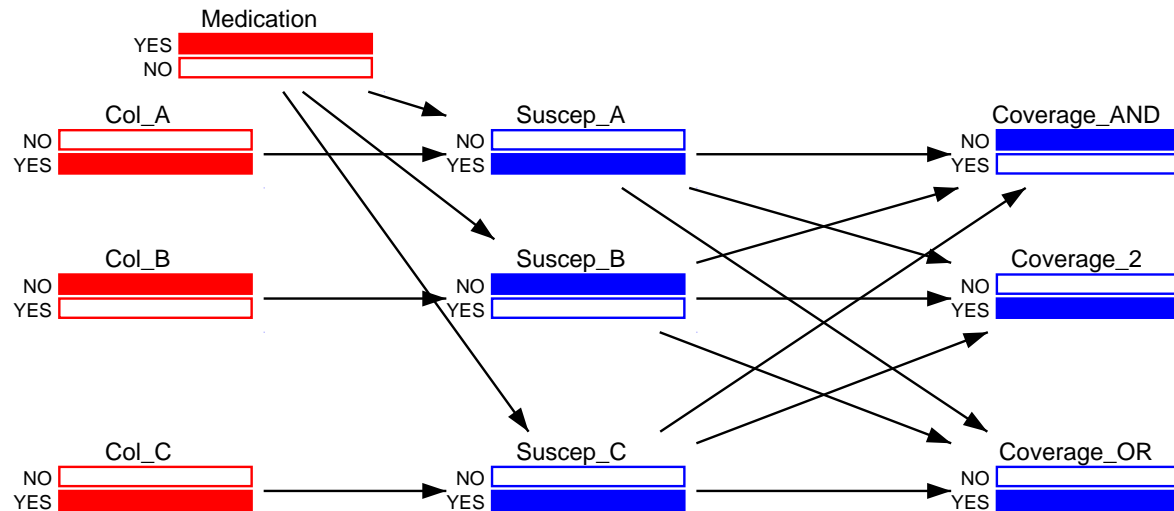 Medication
YES
NO
Col_A
NO
YES
Suscep_A
NO
YES
Coverage_AND
NO
YES
Col_B
NO
YES
Suscep_B
NO
YES
Coverage_2
NO
YES
Col_C
NO
YES
Suscep_C
NO
YES
Coverage_OR
NO
YES